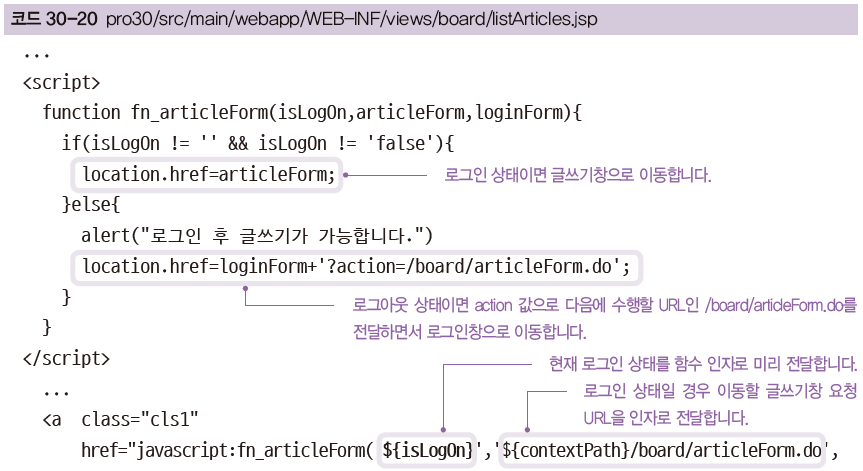 코드 30-20 pro30/src/main/webapp/WEB-INF/views/board/listArticles.jsp
...
<script>
function fn_articleForm(isLogOn,articleForm,loginForm){
if(isLogOn != '' && isLogOn != 'false'){
location.href=articleForm; 로그인 상태이면 글쓰기창으로 이동합니다.
}else{
alert("로그인 후 글쓰기가 가능합니다.")
location.href=loginForm+'?action=/board/articleForm.do';
}
로그아웃 상태이면 action 값으로 다음에 수행할 URL인 /board/articleForm.do를
전달하면서 로그인창으로 이동합니다.
}
</script>
현재 로그인 상태를 함수 인자로 미리 전달합니다.
...
로그인 상태일 경우 이동할 글쓰기창 요청
URL을 인자로 전달합니다.
<a class="cls1"
href="javascript:fn_articleForm( ${isLogOn}','${contextPath}/board/articleForm.do',